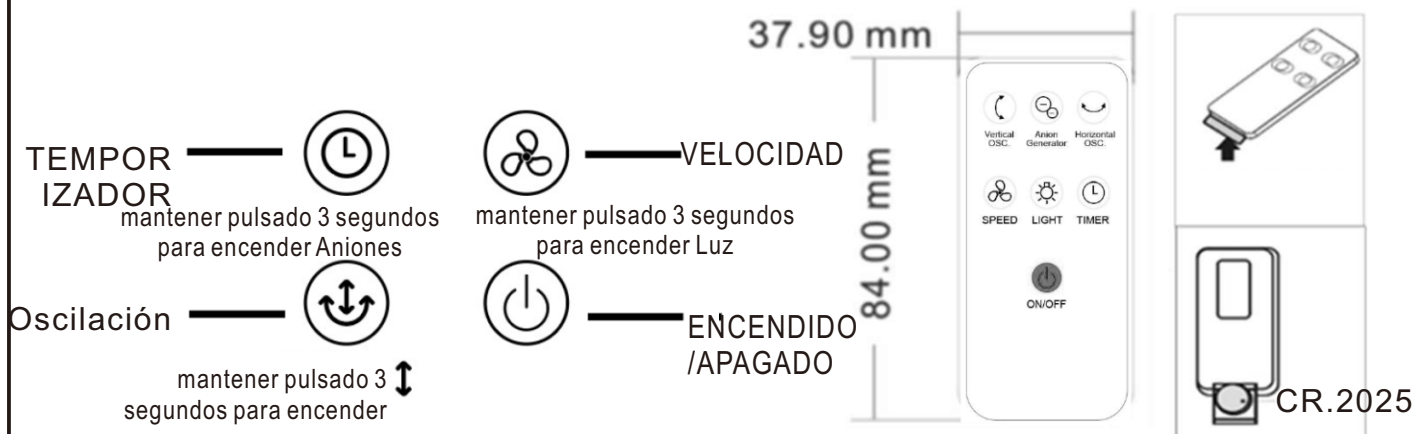 TEMPOR
IZADOR
mantener pulsado 3 segundos
para encender Aniones
VELOCIDAD
mantener pulsado 3 segundos
para encender Luz
Oscilación
mantener pulsado 3
segundos para encender
ENCENDIDO
/APAGADO
37.90 mm
84.00 mm
Vertical OSC.
Anion Generator
Horizontal OSC.
SPEED
LIGHT
TIMER
ON/OFF
CR.2025